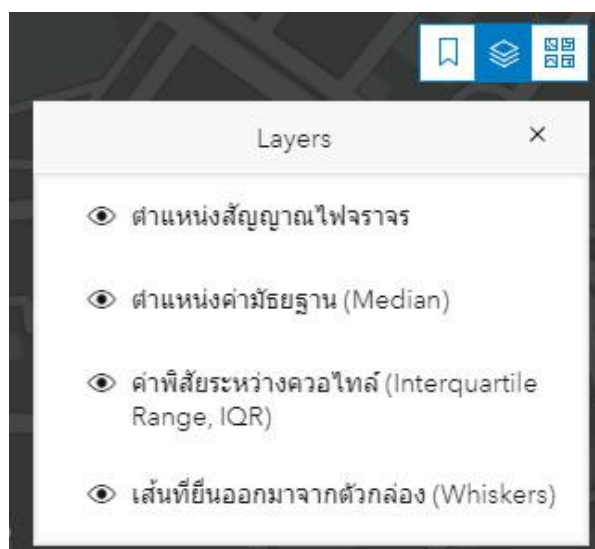 Layers
ตำแหน่งสัญญาณไฟจราจร
ตำแหน่งค่ามัธยฐาน (Median)
ค่าพิสัยระหว่างควอไทล์ (Interquartile
Range, IQR)
เส้นที่ยื่นออกมาจากตัวกล่อง (Whiskers)